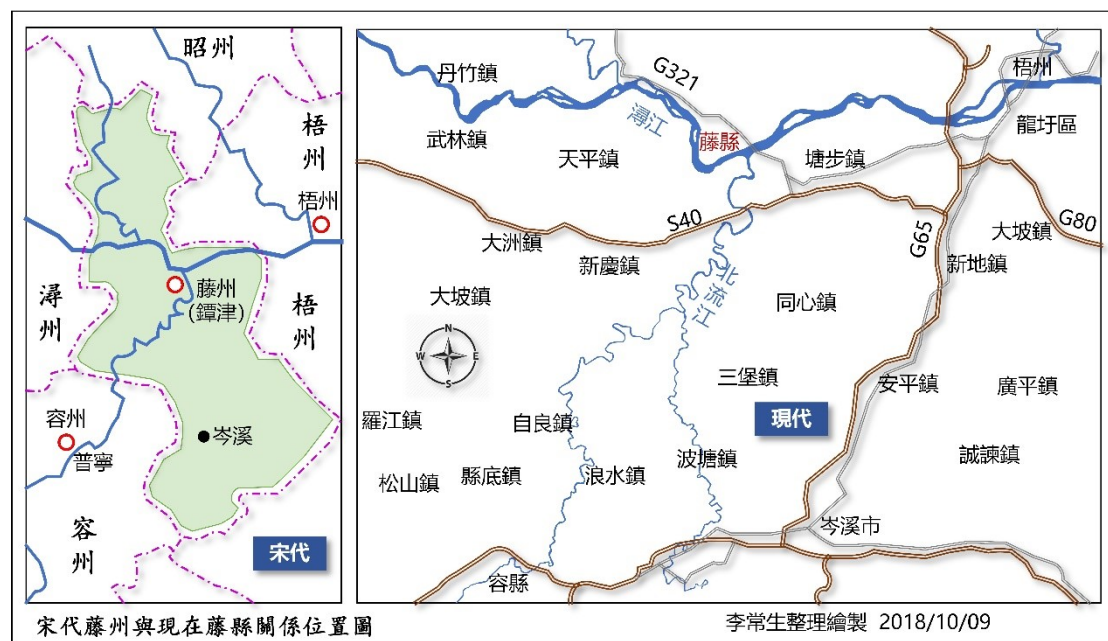 昭州
梧州
梧州
潯州
藤州
(鐔津)
梧州
容州
普寧
岑溪
容州
宋代
宋代藤州與現在藤縣關係位置圖
丹竹鎮
G321
梧州
武林鎮
潯江
藤縣
龍圩區
天平鎮
塘步鎮
S40
G65
G80
大洲鎮
新慶鎮
大坡鎮
新地鎮
大坡鎮
北流江
同心鎮
N
W
E
S
三堡鎮
安平鎮
廣平鎮
羅江鎮
自良鎮
現代
松山鎮
縣底鎮
浪水鎮
波塘鎮
誠諫鎮
岑溪市
容縣
李常生整理繪製 2018/10/09